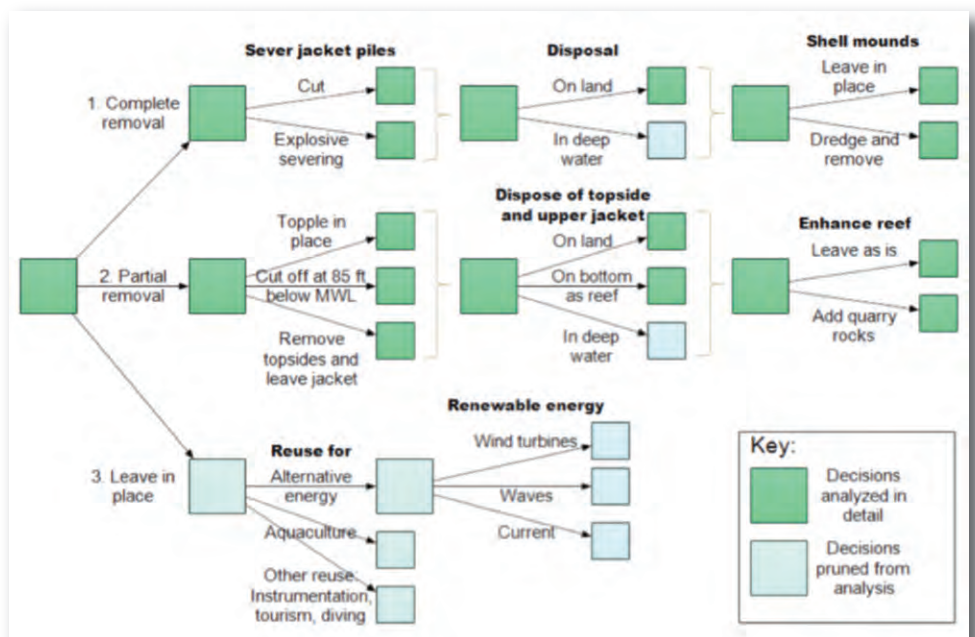 Sever jacket piles
Disposal
Shell mounds
1. Complete
removal
Cut
Explosive
severing
On land
In deep
water
Leave in
place
Dredge and
remove
2. Partial
removal
Topple in
place
Cut off at 85 ft
below MWL
Remove
topsides and
leave jacket
Dispose of topside
and upper jacket
On land
On bottom
as reef
In deep
water
Enhance reef
Leave as is
Add quarry
rocks
3. Leave in
place
Reuse for
Alternative
energy
Aquaculture
Other reuse:
Instrumentation,
tourism, diving
Renewable energy
Wind turbines
Waves
Current
Key:
Decisions
analyzed in
detail
Decisions
pruned from
analysis